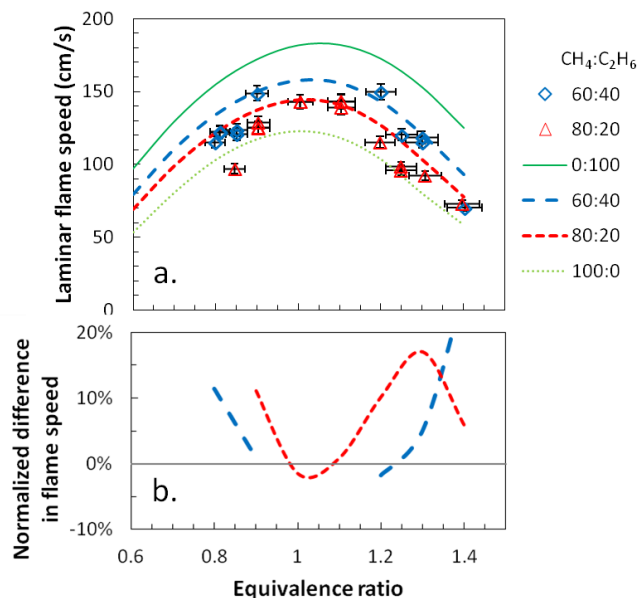 200
150
100
50
0
Laminar flame speed (cm/s)
a.
CH₄:C₂H₆
60:40
80:20
0:100
60:40
80:20
100:0
20%
10%
0%
-10%
Normalized difference
in flame speed
b.
0.6 0.8 1 1.2 1.4
Equivalence ratio